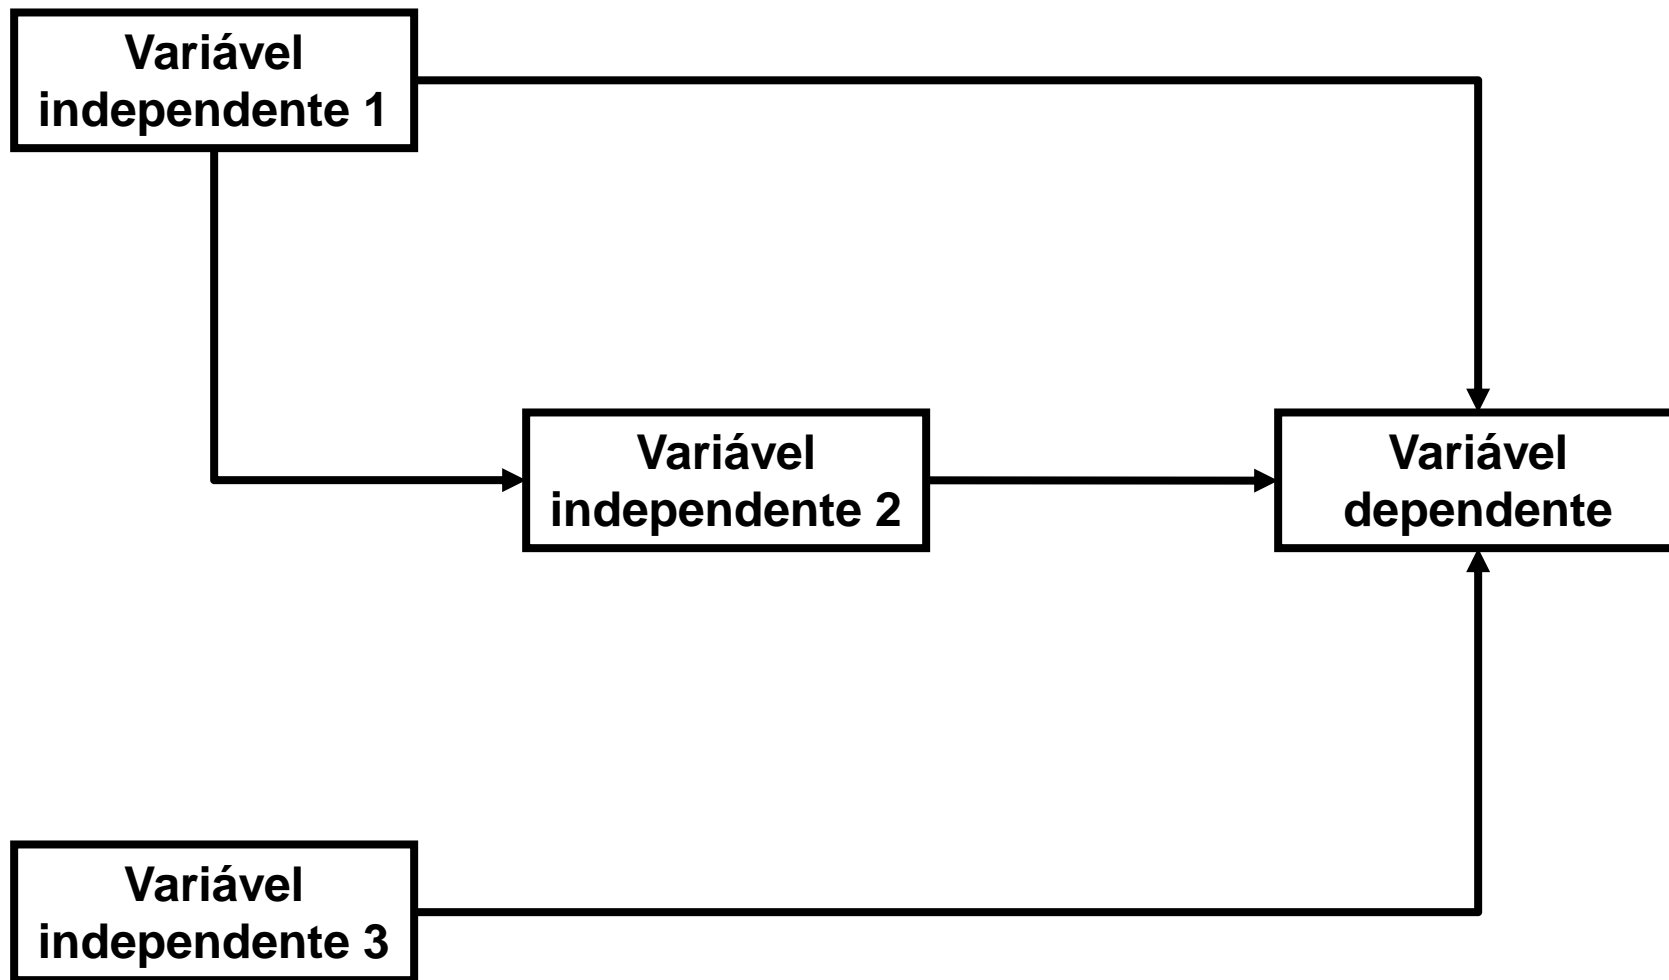 Variável
independente 1
Variável
independente 2
Variável
dependente
Variável
independente 3